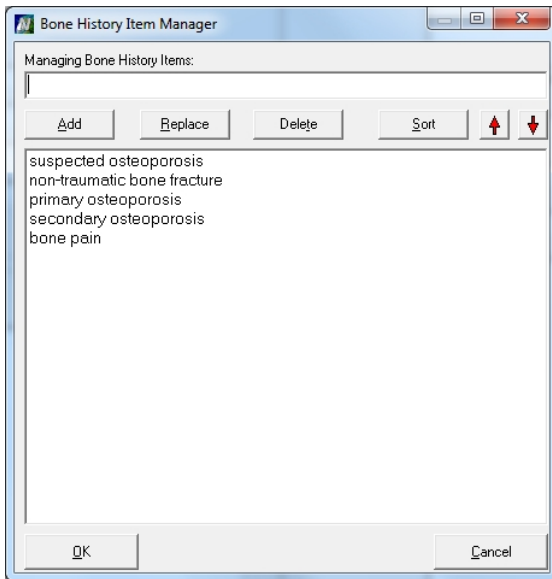 Bone History Item Manager
Managing Bone History Items:
Add
Replace
Delete
Sort
suspected osteoporosis
non-traumatic bone fracture
primary osteoporosis
secondary osteoporosis
bone pain
OK
Cancel